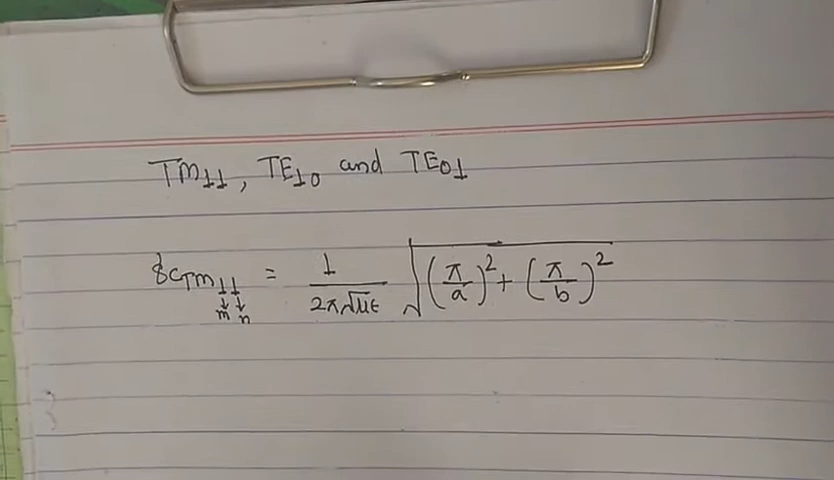 TM11, TE10 and TE01
fcTM11 = 1/(2π√με) √((π/a)² + (π/b)²)
↓ ↓
m n